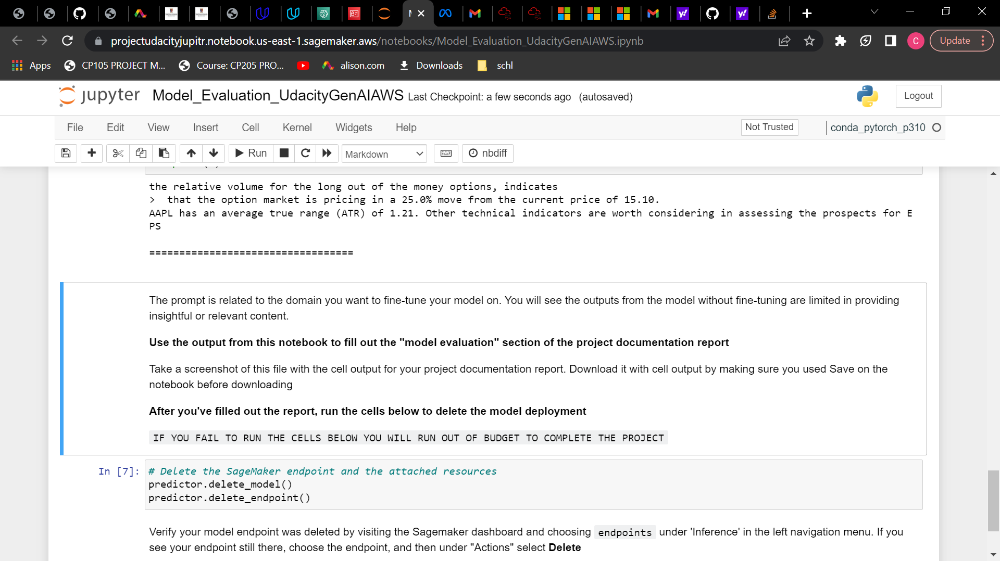 projectudacityjupitr.notebook.us-east-1.sagemaker.aws/notebooks/Model_Evaluation_UdacityGenAIAWS.ipynb
C
Update
Apps
CP105 PROJECT M...
Course: CP205 PRO...
alison.com
Downloads
schl
jupyter Model_Evaluation_UdacityGenAIAWS Last Checkpoint: a few seconds ago (autosaved)
Logout
File Edit View Insert Cell Kernel Widgets Help
Not Trusted
conda_pytorch_p310
Run
Markdown
nbdiff
the relative volume for the long out of the money options, indicates
>  that the option market is pricing in a 25.0% move from the current price of 15.10.
AAPL has an average true range (ATR) of 1.21. Other technical indicators are worth considering in assessing the prospects for E
PS
==================================
The prompt is related to the domain you want to fine-tune your model on. You will see the outputs from the model without fine-tuning are limited in providing
insightful or relevant content.
Use the output from this notebook to fill out the "model evaluation" section of the project documentation report
Take a screenshot of this file with the cell output for your project documentation report. Download it with cell output by making sure you used Save on the
notebook before downloading
After you've filled out the report, run the cells below to delete the model deployment
IF YOU FAIL TO RUN THE CELLS BELOW YOU WILL RUN OUT OF BUDGET TO COMPLETE THE PROJECT
In [7]: # Delete the SageMaker endpoint and the attached resources
predictor.delete_model()
predictor.delete_endpoint()
Verify your model endpoint was deleted by visiting the Sagemaker dashboard and choosing endpoints under 'Inference' in the left navigation menu. If you
see your endpoint still there, choose the endpoint, and then under "Actions" select Delete